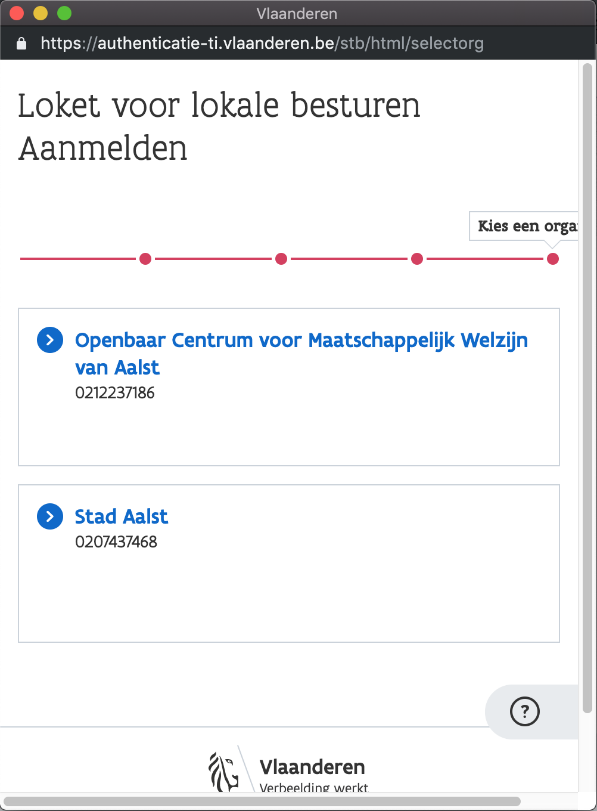 Vlaanderen
https://authenticatie-ti.vlaanderen.be/stb/html/selectorg
Loket voor lokale besturen
Aanmelden
Kies een orga
Openbaar Centrum voor Maatschappelijk Welzijn
van Aalst
0212237186
Stad Aalst
0207437468
?
Vlaanderen
Verbeelding werkt